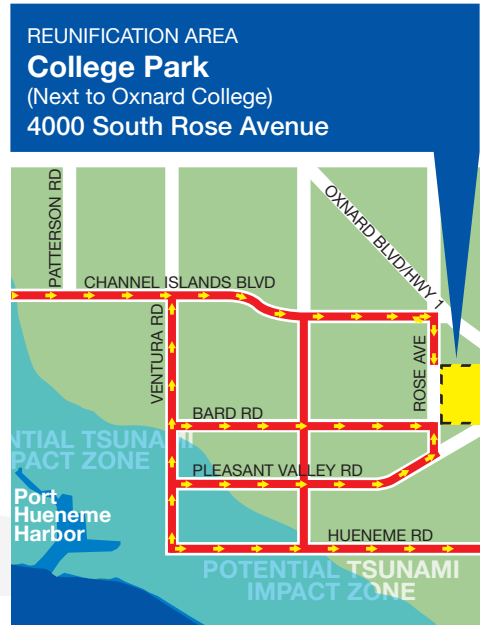 REUNIFICATION AREA
College Park
(Next to Oxnard College)
4000 South Rose Avenue
PATTERSON RD
OXNARD BLVD/HWY 1
CHANNEL ISLANDS BLVD
VENTURA RD
ROSE AVE
BARD RD
NTIAL TSUNAMI
PACT ZONE
PLEASANT VALLEY RD
Port
Hueneme
Harbor
HUENEME RD
POTENTIAL TSUNAMI
IMPACT ZONE